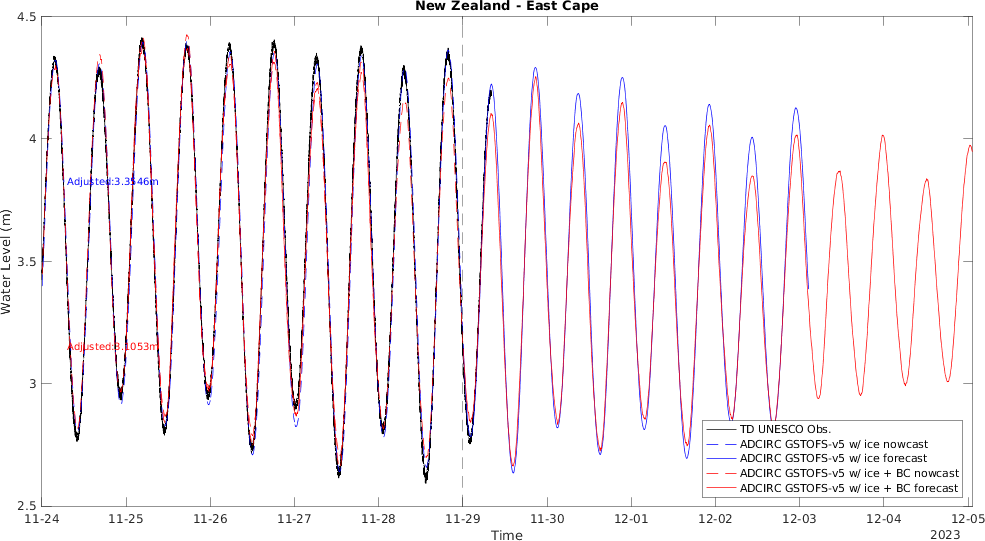 New Zealand - East Cape
Water Level (m)
4.5
4
3.5
3
2.5
Adjusted:3.3546m
Adjusted:3.1053m
TD UNESCO Obs.
ADCIRC GSTOFS-v5 w/ ice nowcast
ADCIRC GSTOFS-v5 w/ ice forecast
ADCIRC GSTOFS-v5 w/ ice + BC nowcast
ADCIRC GSTOFS-v5 w/ ice + BC forecast
11-24 11-25 11-26 11-27 11-28 11-29 11-30 12-01 12-02 12-03 12-04 12-05
Time
2023